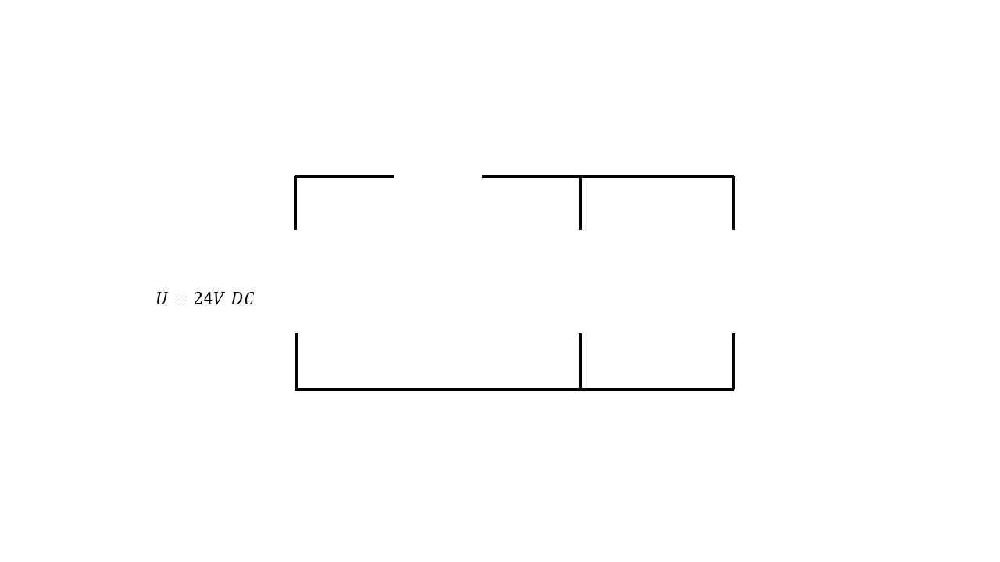 U = 24V DC